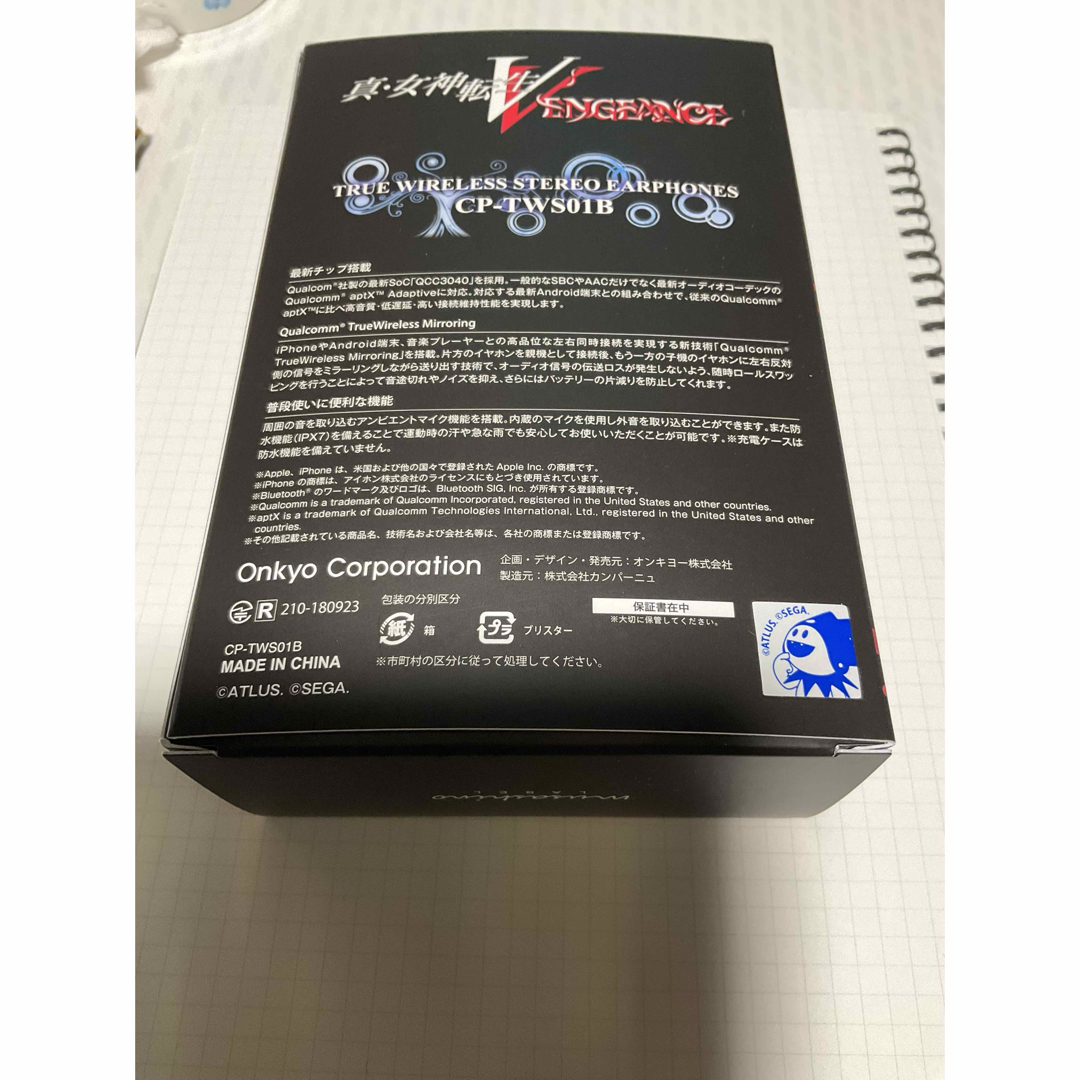 真・女神転生V VENGEANCE
TRUE WIRELESS STEREO EARPHONES
CP-TWS01B
最新チップ搭載
Qualcom®社製の最新SoC「QCC3040」を採用。一般的なSBCやAACだけでなく最新オーディオコーデックの
Qualcomm® aptX™ Adaptiveに対応。対応する最新Android端末との組み合わせで、従来のQualcomm®
aptX™に比べ高音質・低遅延・高い接続維持性能を実現します。
Qualcomm® TrueWireless Mirroring
iPhoneやAndroid端末、音楽プレーヤーとの高品位な左右同時接続を実現する新技術「Qualcomm®
TrueWireless Mirroring」を搭載。片方のイヤホンを親機として接続後、もう一方の子機のイヤホンに左右反対
側の信号をミラーリングしながら送り出す技術で、オーディオ信号の伝送ロスが発生しないよう、随時ロールスワッ
ピングを行うことによって音途切れやノイズを抑え、さらにはバッテリーの片減りを防止してくれます。
普段使いに便利な機能
周囲の音を取り込むアンビエントマイク機能を搭載。内蔵のマイクを使用し外音を取り込むことができます。また防
水機能(IPX7)を備えることで運動時の汗や急な雨でも安心してお使いいただくことが可能です。※充電ケースは
防水機能を備えていません。
※Apple、iPhone は、米国および他の国々で登録された Apple Inc. の商標です。
※iPhone の商標は、アイホン株式会社のライセンスにもとづき使用されています。
※Bluetooth® のワードマーク及びロゴは、Bluetooth SIG, Inc. が所有する登録商標です。
※Qualcomm is a trademark of Qualcomm Incorporated, registered in the United States and other countries.
※aptX is a trademark of Qualcomm Technologies International, Ltd., registered in the United States and other
countries.
※その他記載されている商品名、技術名および会社名等は、各社の商標または登録商標です。
Onkyo Corporation
企画・デザイン・発売元：オンキヨー株式会社
製造元：株式会社カンバーニュ
R 210-180923
包装の分別区分
紙 箱
プラ ブリスター
※市町村の区分に従って処理してください。
保証書在中
※大切に保管してください。
CP-TWS01B
MADE IN CHINA
©ATLUS. ©SEGA.
©ATLUS. ©SEGA.
musashino
LABEL